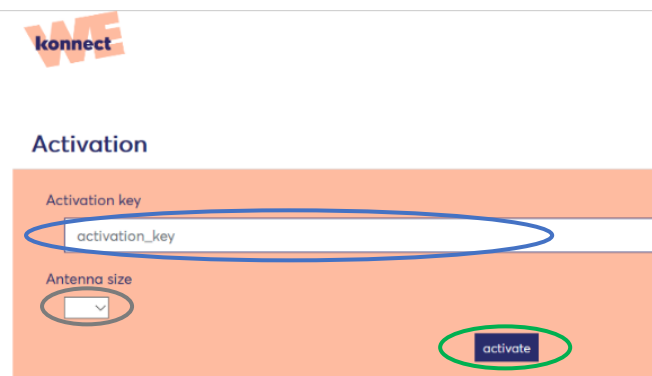 WE
konnect
Activation
Activation key
activation_key
Antenna size
activate